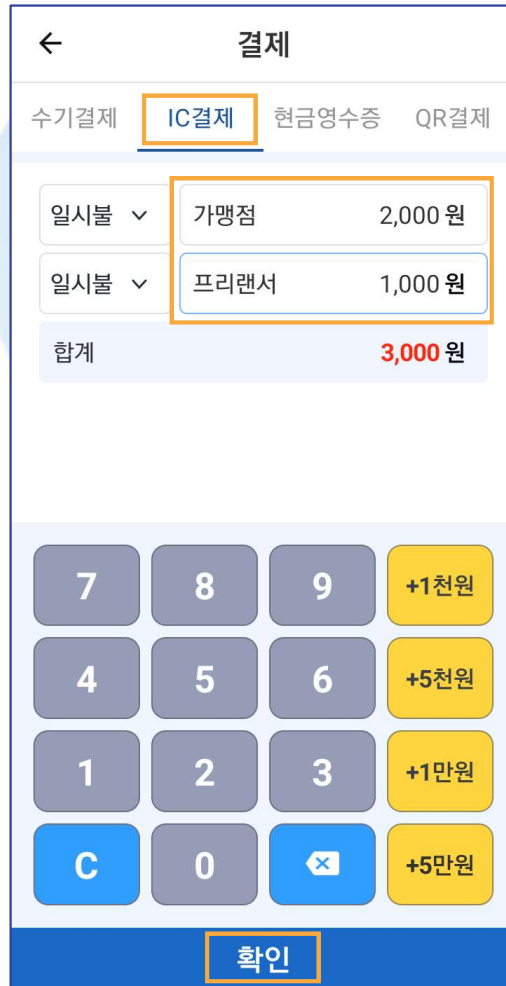 결제
수기결제 IC결제 현금영수증 QR결제
일시불 가맹점 2,000 원
일시불 프리랜서 1,000 원
합계 3,000 원
7 8 9 +1천원
4 5 6 +5천원
1 2 3 +1만원
C 0 +5만원
확인